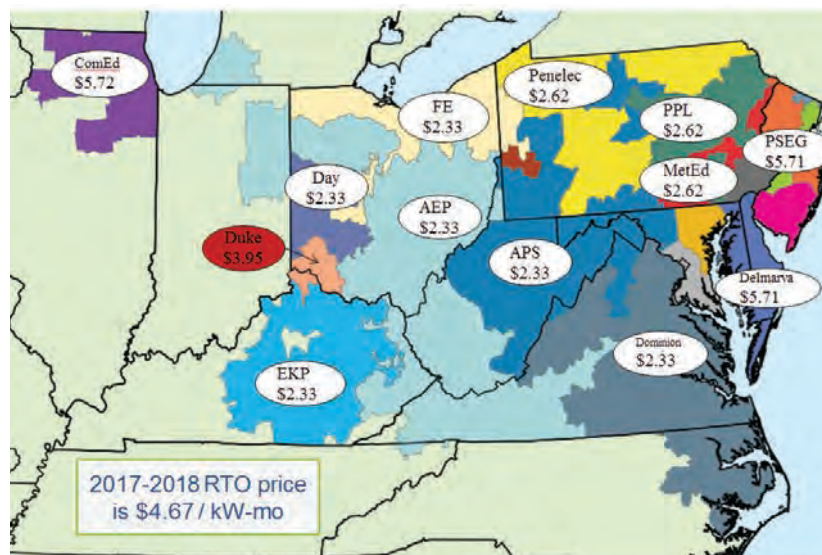 ComEd
$5.72
Penelec
$2.62
FE
$2.33
PPL
$2.62
PSEG
$5.71
MetEd
$2.62
Day
$2.33
AEP
$2.33
Duke
$3.95
APS
$2.33
Delmarva
$5.71
Dominion
$2.33
EKP
$2.33
2017-2018 RTO price
is $4.67 / kW-mo